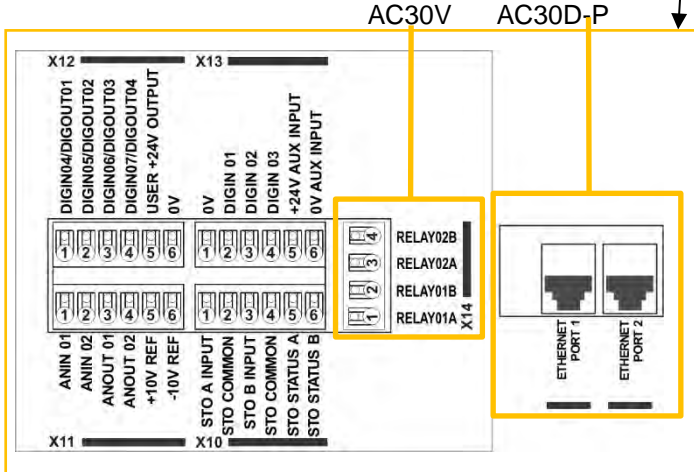 AC30V AC30D-P
X12 X13
DIGIN04/DIGOUT01
DIGIN05/DIGOUT02
DIGIN06/DIGOUT03
DIGIN07/DIGOUT04
USER +24V OUTPUT
0V
0V
DIGIN 01
DIGIN 02
DIGIN 03
+24V AUX INPUT
0V AUX INPUT
1 2 3 4 5 6 1 2 3 4 5 6
4 RELAY02B
3 RELAY02A
2 RELAY01B
1 RELAY01A
X14
1 2 3 4 5 6 1 2 3 4 5 6
ANIN 01
ANIN 02
ANOUT 01
ANOUT 02
+10V REF
-10V REF
STO A INPUT
STO COMMON
STO B INPUT
STO COMMON
STO STATUS A
STO STATUS B
X11 X10
ETHERNET
PORT 1
ETHERNET
PORT 2